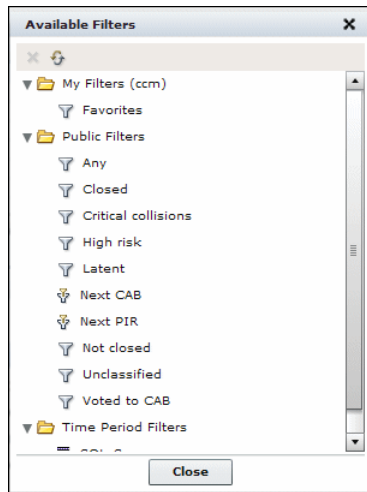 Available Filters
My Filters (ccm)
Favorites
Public Filters
Any
Closed
Critical collisions
High risk
Latent
Next CAB
Next PIR
Not closed
Unclassified
Voted to CAB
Time Period Filters
Close